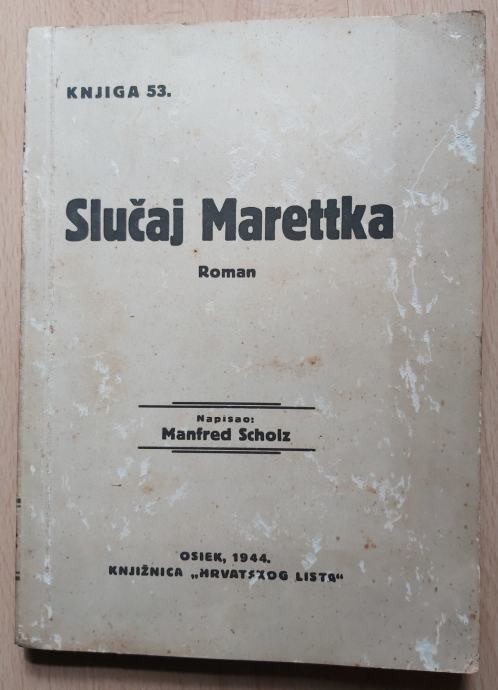 KNJIGA 53.
Slučaj Marettka
Roman
Napisao:
Manfred Scholz
OSIEK, 1944.
KNJIŽNICA „HRVATSKOG LISTA“